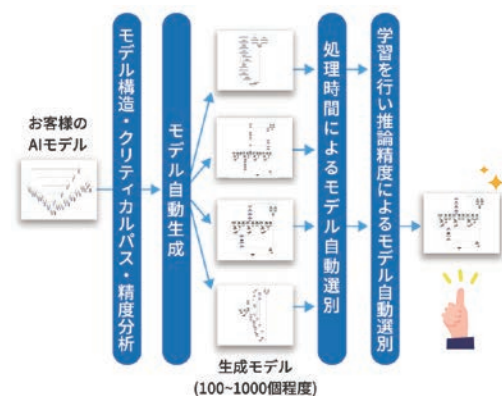 お客様の
AIモデル
モデル構造・クリティカルパス・精度分析
モデル自動生成
生成モデル
(100~1000個程度)
処理時間によるモデル自動選別
学習を行い推論精度によるモデル自動選別